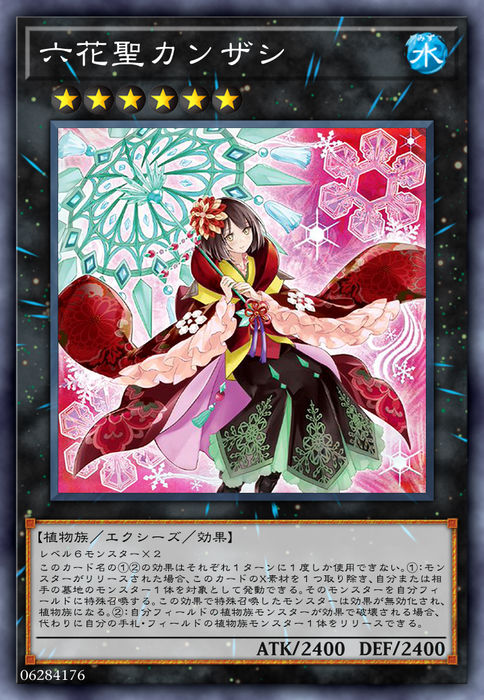 六花聖カンザシ
みず
水
【植物族／エクシーズ／効果】
レベル６モンスター×２
このカード名の①②の効果はそれぞれ１ターンに１度しか使用できない。①：モン
スターがリリースされた場合、このカードのX素材を１つ取り除き、自分または相
手の墓地のモンスター１体を対象として発動できる。そのモンスターを自分フィ
ールドに特殊召喚する。この効果で特殊召喚したモンスターは効果が無効化され、
植物族になる。②：自分フィールドの植物族モンスターが効果で破壊される場合、
代わりに自分の手札・フィールドの植物族モンスター１体をリリースできる。
ATK/2400 DEF/2400
06284176